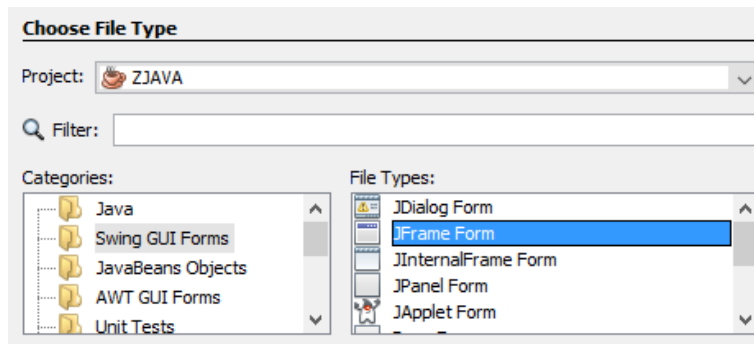 Choose File Type
Project: ZJAVA
Filter:
Categories:
Java
Swing GUI Forms
JavaBeans Objects
AWT GUI Forms
Unit Tests
File Types:
JDialog Form
JFrame Form
JInternalFrame Form
JPanel Form
JApplet Form